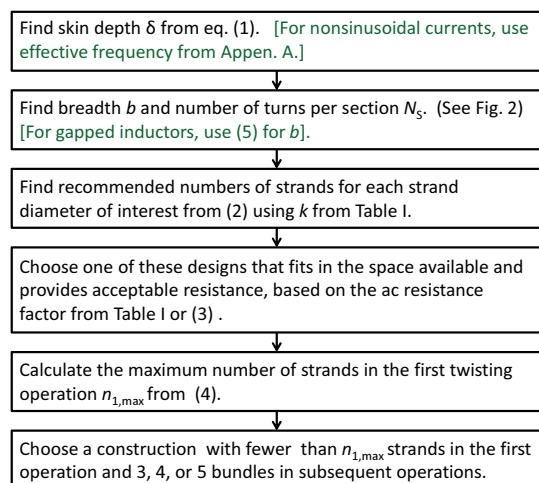 Find skin depth δ from eq. (1). [For nonsinusoidal currents, use
effective frequency from Appen. A.]
Find breadth b and number of turns per section NS. (See Fig. 2)
[For gapped inductors, use (5) for b].
Find recommended numbers of strands for each strand
diameter of interest from (2) using k from Table I.
Choose one of these designs that fits in the space available and
provides acceptable resistance, based on the ac resistance
factor from Table I or (3) .
Calculate the maximum number of strands in the first twisting
operation n1,max from (4).
Choose a construction with fewer than n1,max strands in the first
operation and 3, 4, or 5 bundles in subsequent operations.